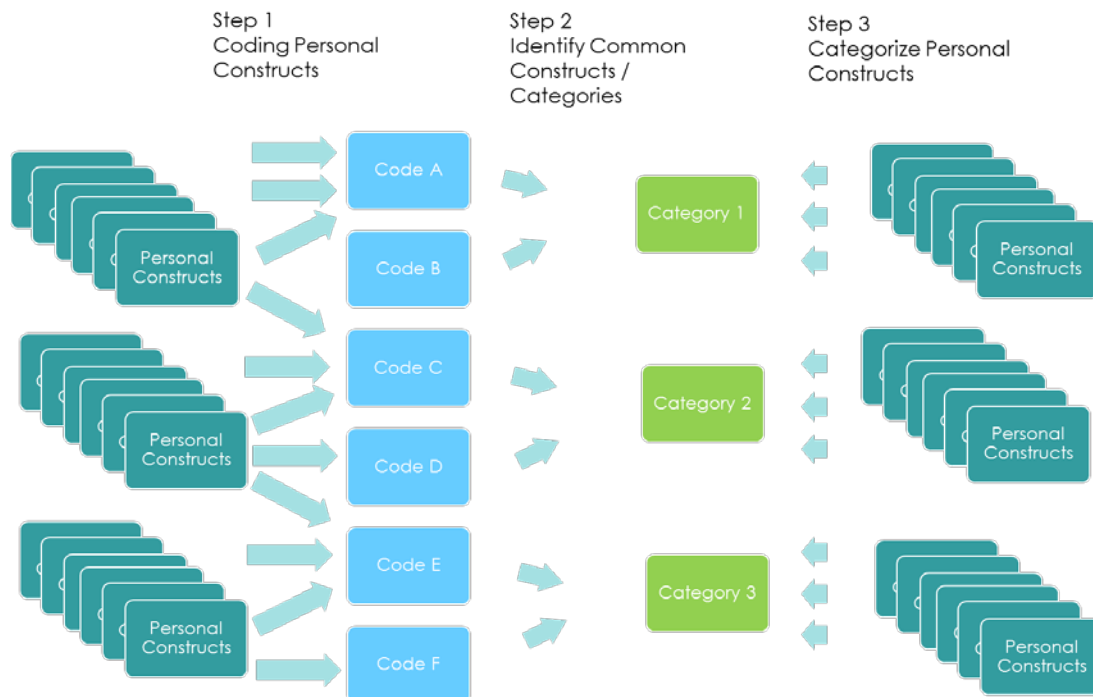 Step 1
Coding Personal
Constructs
Step 2
Identify Common
Constructs /
Categories
Step 3
Categorize Personal
Constructs
Personal
Constructs
Personal
Constructs
Personal
Constructs
Code A
Code B
Code C
Code D
Code E
Code F
Category 1
Category 2
Category 3
Personal
Constructs
Personal
Constructs
Personal
Constructs